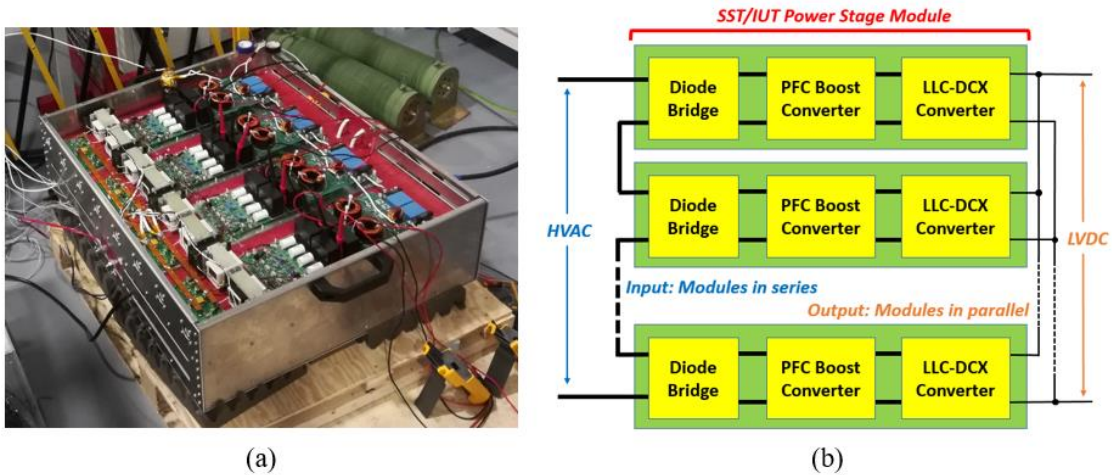 SST/IUT Power Stage Module
Diode
Bridge
PFC Boost
Converter
LLC-DCX
Converter
Diode
Bridge
PFC Boost
Converter
LLC-DCX
Converter
HVAC
LVDC
Input: Modules in series
Output: Modules in parallel
Diode
Bridge
PFC Boost
Converter
LLC-DCX
Converter
(a)
(b)